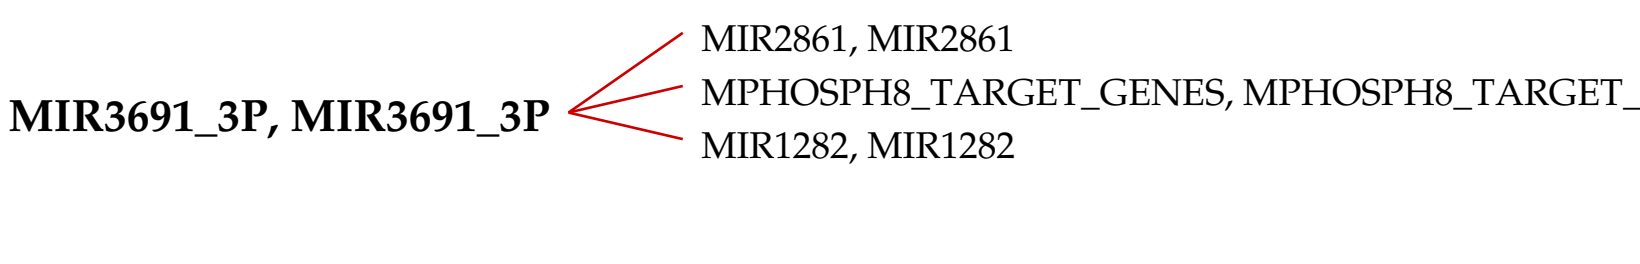 MIR2861, MIR2861
MPHOSPH8_TARGET_GENES, MPHOSPH8_TARGET_
MIR3691_3P, MIR3691_3P
MIR1282, MIR1282